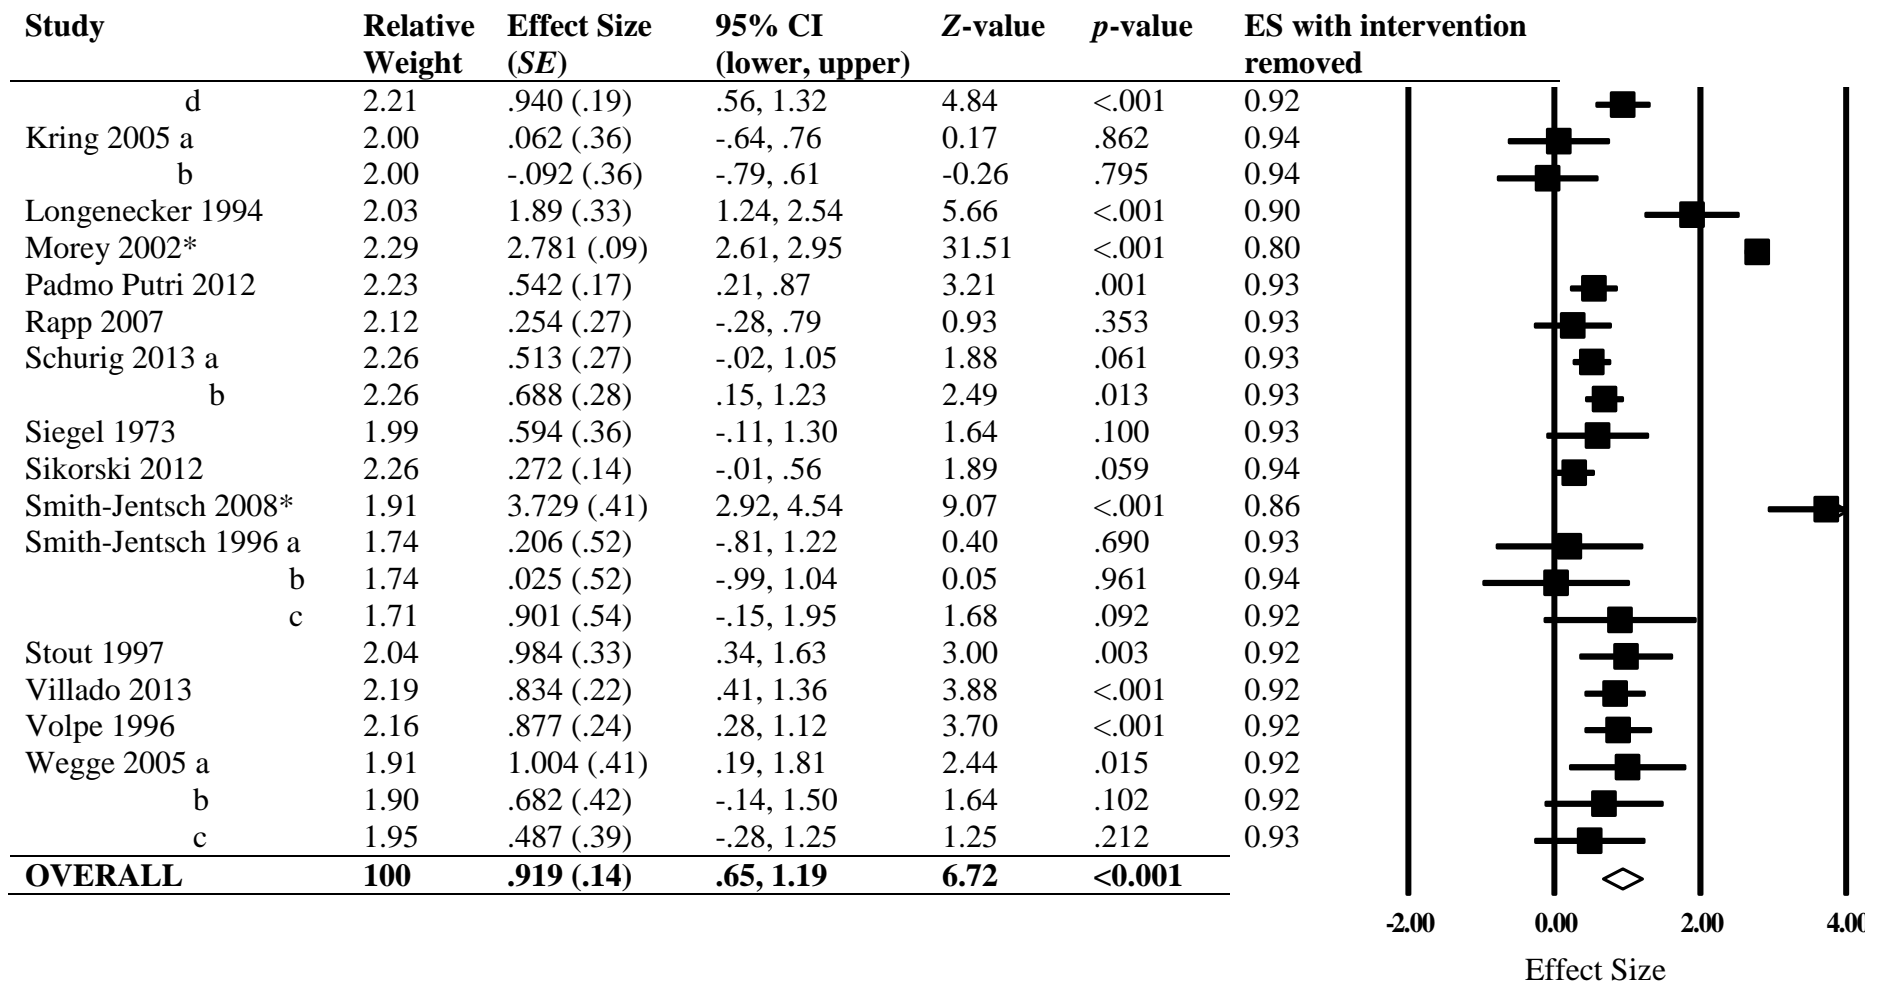 Study Relative Effect Size 95% CI Z-value p-value ES with intervention
Weight (SE) (lower, upper) removed
d 2.21 .940 (.19) .56, 1.32 4.84 <.001 0.92
Kring 2005 a 2.00 .062 (.36) -.64, .76 0.17 .862 0.94
b 2.00 -.092 (.36) -.79, .61 -0.26 .795 0.94
Longenecker 1994 2.03 1.89 (.33) 1.24, 2.54 5.66 <.001 0.90
Morey 2002* 2.29 2.781 (.09) 2.61, 2.95 31.51 <.001 0.80
Padmo Putri 2012 2.23 .542 (.17) .21, .87 3.21 .001 0.93
Rapp 2007 2.12 .254 (.27) -.28, .79 0.93 .353 0.93
Schurig 2013 a 2.26 .513 (.27) -.02, 1.05 1.88 .061 0.93
b 2.26 .688 (.28) .15, 1.23 2.49 .013 0.93
Siegel 1973 1.99 .594 (.36) -.11, 1.30 1.64 .100 0.93
Sikorski 2012 2.26 .272 (.14) -.01, .56 1.89 .059 0.94
Smith-Jentsch 2008* 1.91 3.729 (.41) 2.92, 4.54 9.07 <.001 0.86
Smith-Jentsch 1996 a 1.74 .206 (.52) -.81, 1.22 0.40 .690 0.93
b 1.74 .025 (.52) -.99, 1.04 0.05 .961 0.94
c 1.71 .901 (.54) -.15, 1.95 1.68 .092 0.92
Stout 1997 2.04 .984 (.33) .34, 1.63 3.00 .003 0.92
Villado 2013 2.19 .834 (.22) .41, 1.36 3.88 <.001 0.92
Volpe 1996 2.16 .877 (.24) .28, 1.12 3.70 <.001 0.92
Wegge 2005 a 1.91 1.004 (.41) .19, 1.81 2.44 .015 0.92
b 1.90 .682 (.42) -.14, 1.50 1.64 .102 0.92
c 1.95 .487 (.39) -.28, 1.25 1.25 .212 0.93
OVERALL 100 .919 (.14) .65, 1.19 6.72 <0.001
-2.00 0.00 2.00 4.00
Effect Size